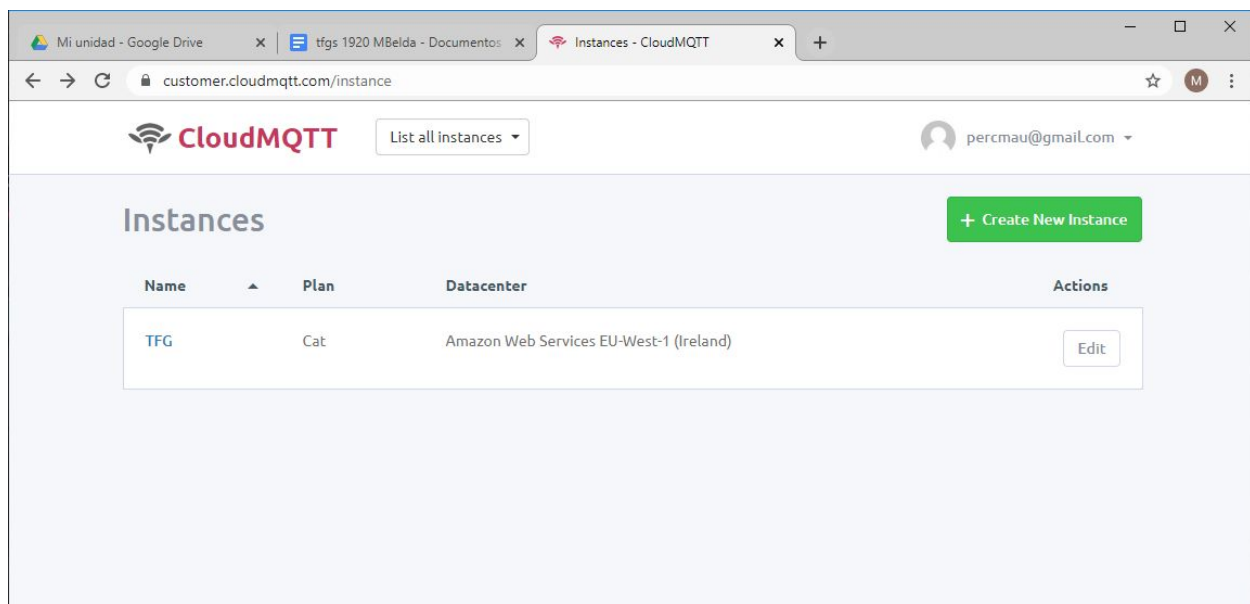 Mi unidad - Google Drive
tfgs 1920 MBelda - Documentos
Instances - CloudMQTT
customer.cloudmqtt.com/instance
M
CloudMQTT
List all instances
percmau@gmail.com
Instances
+ Create New Instance
Name Plan Datacenter Actions
TFG Cat Amazon Web Services EU-West-1 (Ireland) Edit